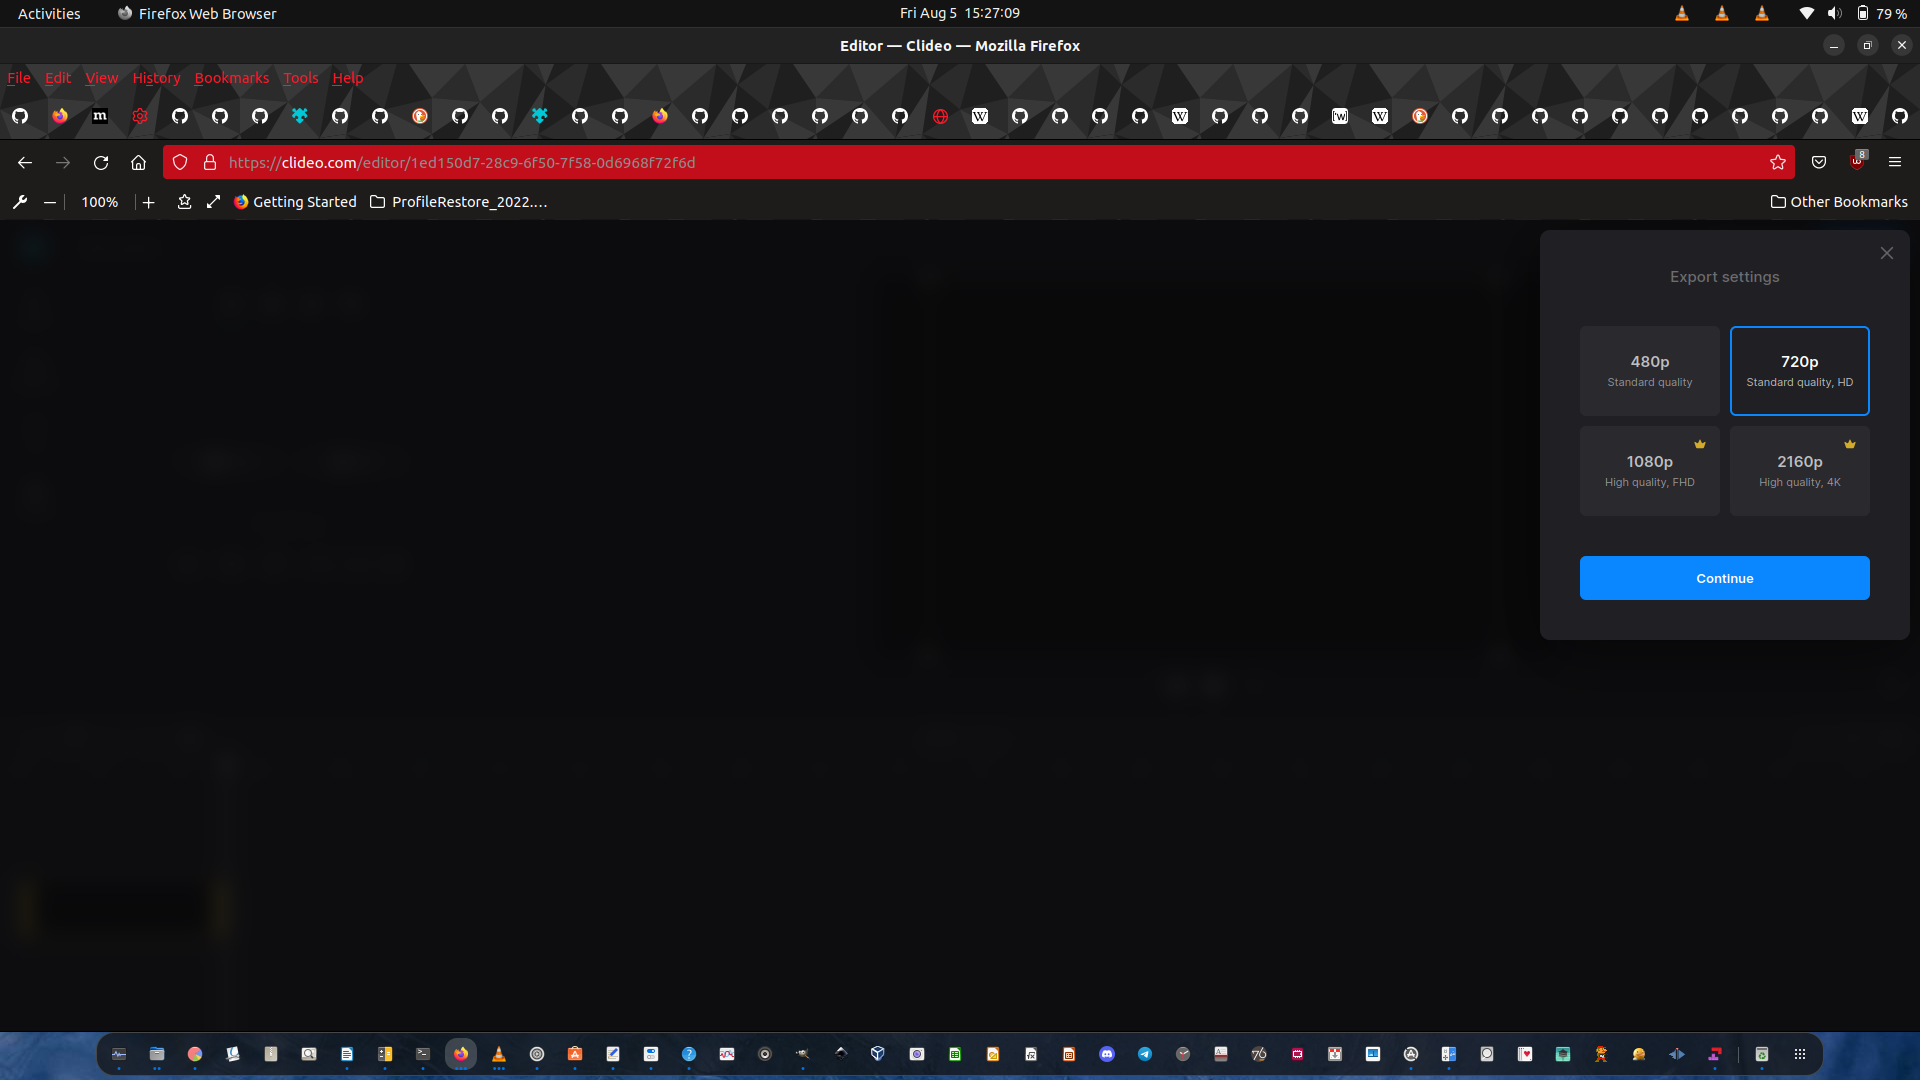 Activities
Firefox Web Browser
Fri Aug 5  15:27:09
79 %
Editor — Clideo — Mozilla Firefox
File Edit View History Bookmarks Tools Help
https://clideo.com/editor/1ed150d7-28c9-6f50-7f58-0d6968f72f6d
8
100%
Getting Started
ProfileRestore_2022....
Other Bookmarks
Export settings
480p
Standard quality
720p
Standard quality, HD
1080p
High quality, FHD
2160p
High quality, 4K
Continue